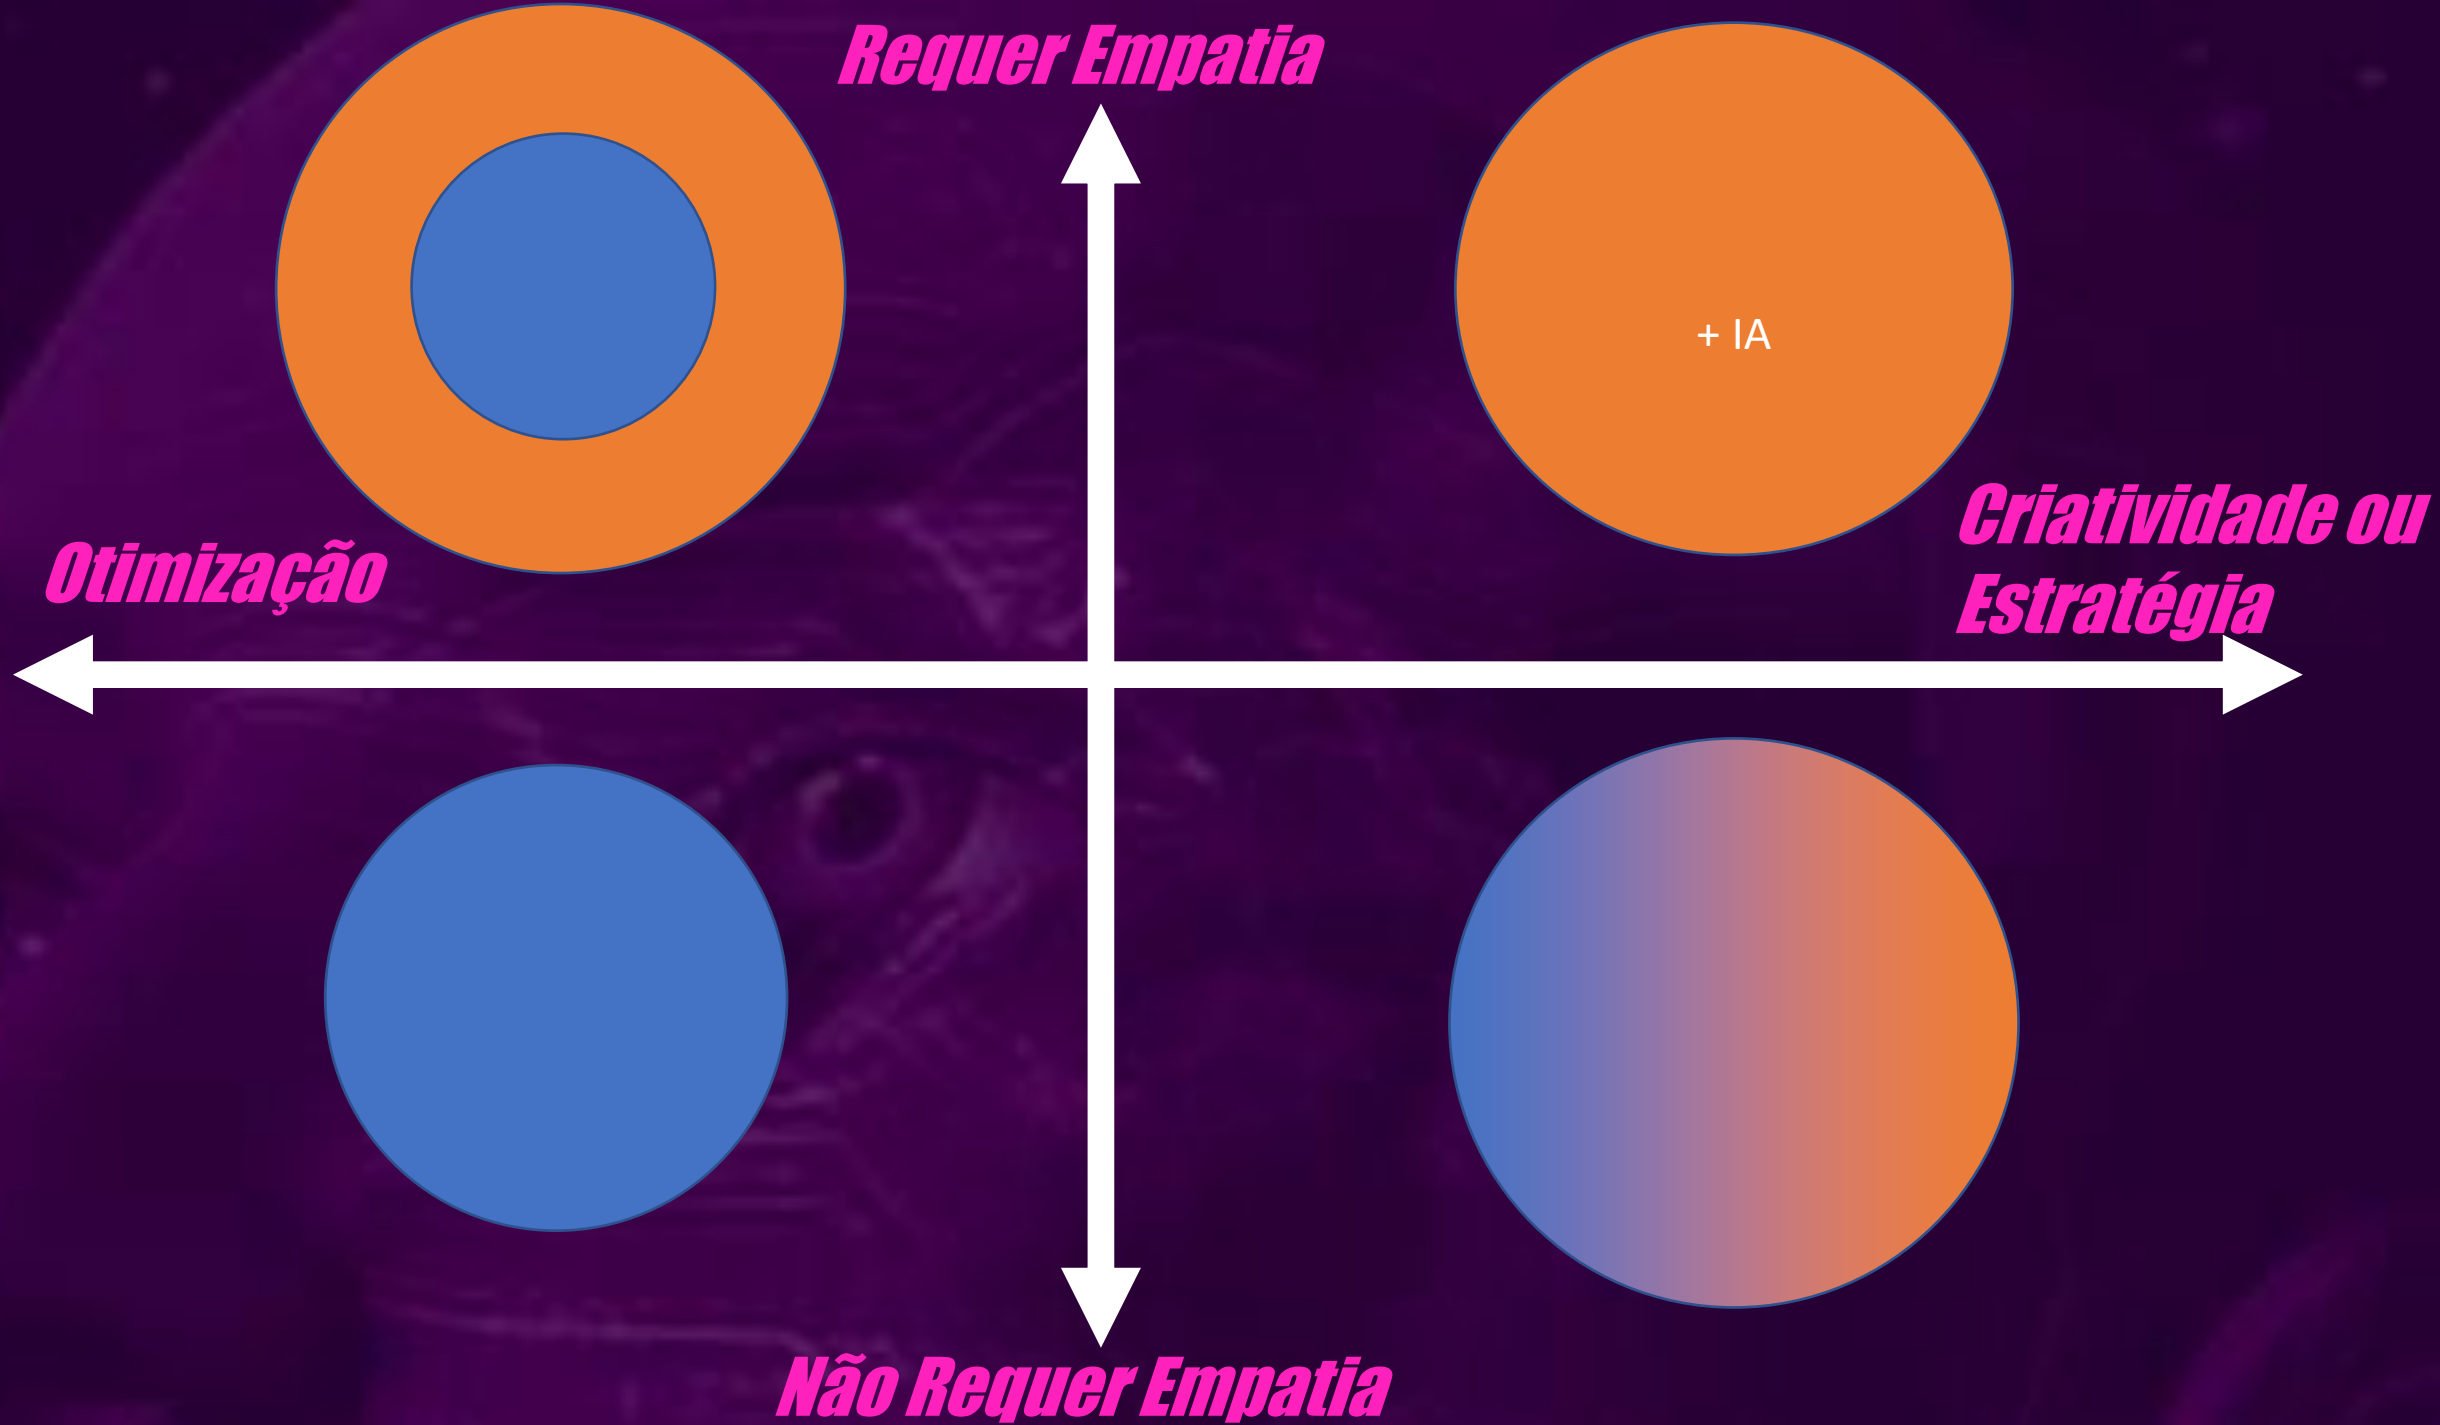 Requer Empatia
+ IA
Criatividade ou
Estratégia
Otimização
Não Requer Empatia